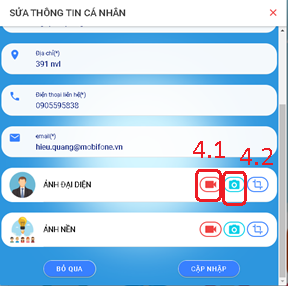 SỬA THÔNG TIN CÁ NHÂN
Địa chỉ(*)
391 nvl
Điện thoại liên hệ(*)
0905595838
email(*)
hieu.quang@mobifone.vn
4.1
4.2
ẢNH ĐẠI DIỆN
ẢNH NỀN
BỎ QUA
CẬP NHẬP